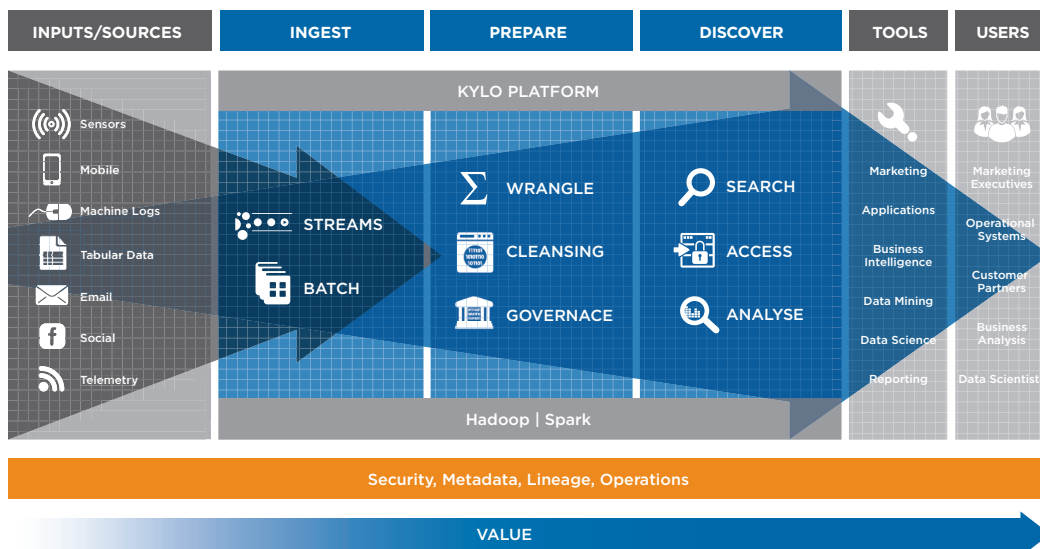 INPUTS/SOURCES
INGEST
PREPARE
DISCOVER
TOOLS
USERS
KYLO PLATFORM
Sensors
Mobile
Machine Logs
Tabular Data
Email
Social
Telemetry
STREAMS
BATCH
WRANGLE
CLEANSING
GOVERNACE
SEARCH
ACCESS
ANALYSE
Marketing
Applications
Business
Intelligence
Data Mining
Data Science
Reporting
Marketing
Executives
Operational
Systems
Customer
Partners
Business
Analysis
Data Scientist
Hadoop | Spark
Security, Metadata, Lineage, Operations
VALUE